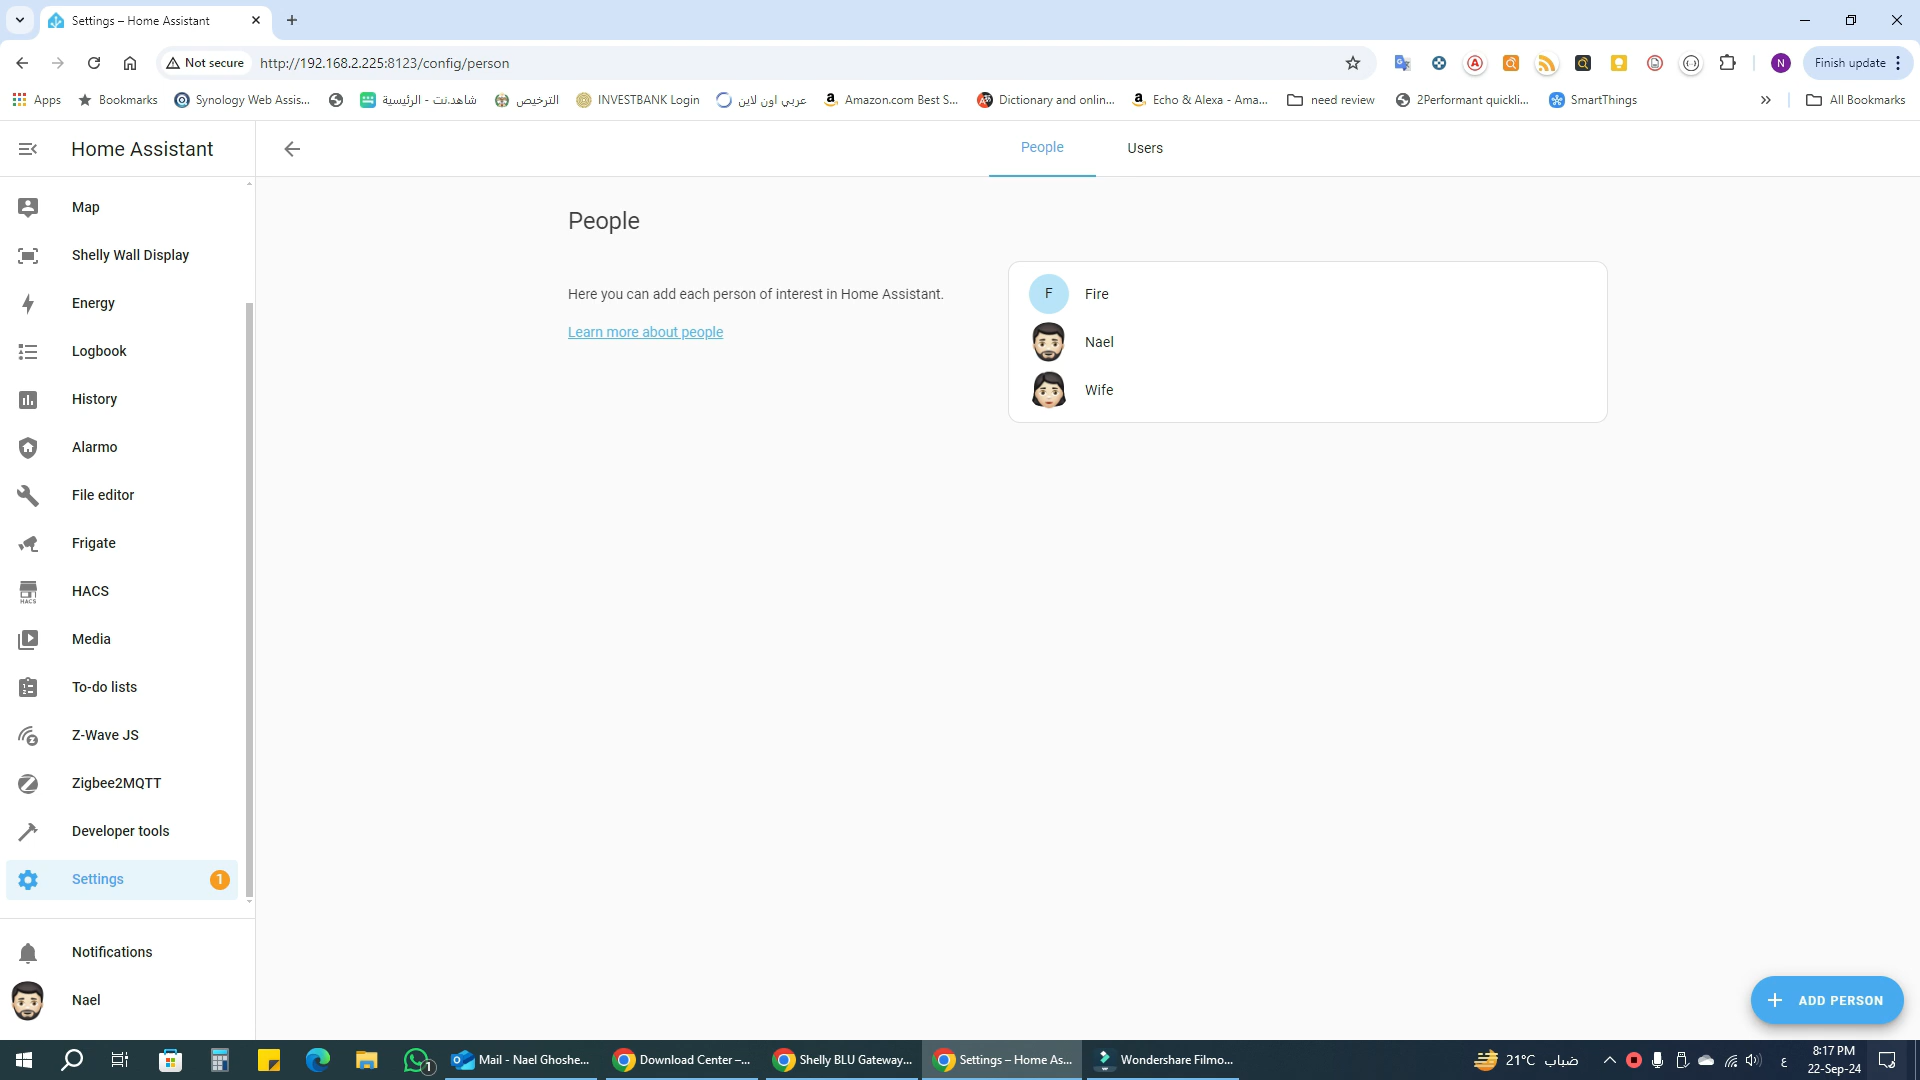 Settings – Home Assistant
Not secure
http://192.168.2.225:8123/config/person
Finish update
Apps
Bookmarks
Synology Web Assis...
شاهد.نت - الرئيسية
الترخيص
INVESTBANK Login
عربي اون لاين
Amazon.com Best S...
Dictionary and onlin...
Echo & Alexa - Ama...
need review
2Performant quickli...
SmartThings
All Bookmarks
Home Assistant
People
Users
Map
Shelly Wall Display
Energy
Logbook
History
Alarmo
File editor
Frigate
HACS
HACS
Media
To-do lists
Z-Wave JS
Zigbee2MQTT
Developer tools
Settings
1
Notifications
Nael
People
Here you can add each person of interest in Home Assistant.
Learn more about people
F
Fire
Nael
Wife
ADD PERSON
1
Mail - Nael Ghoshe...
Download Center –...
Shelly BLU Gateway...
Settings – Home As...
Wondershare Filmo...
21°C ضباب
ع
8:17 PM
22-Sep-24
N